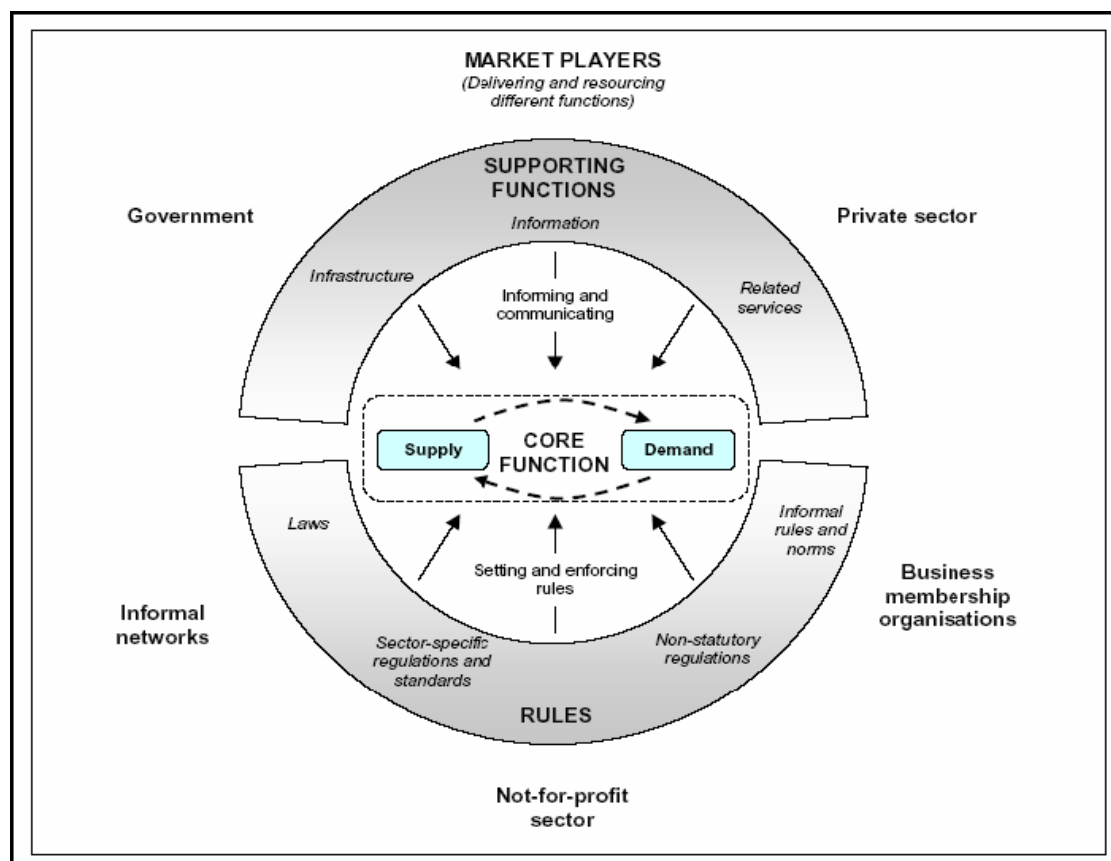 MARKET PLAYERS
(Delivering and resourcing
different functions)
SUPPORTING
FUNCTIONS
Government
Private sector
Information
Infrastructure
Related
services
Informing and
communicating
Supply
CORE
FUNCTION
Demand
Laws
Informal
rules and
norms
Setting and enforcing
rules
Informal
networks
Business
membership
organisations
Sector-specific
regulations and
standards
Non-statutory
regulations
RULES
Not-for-profit
sector